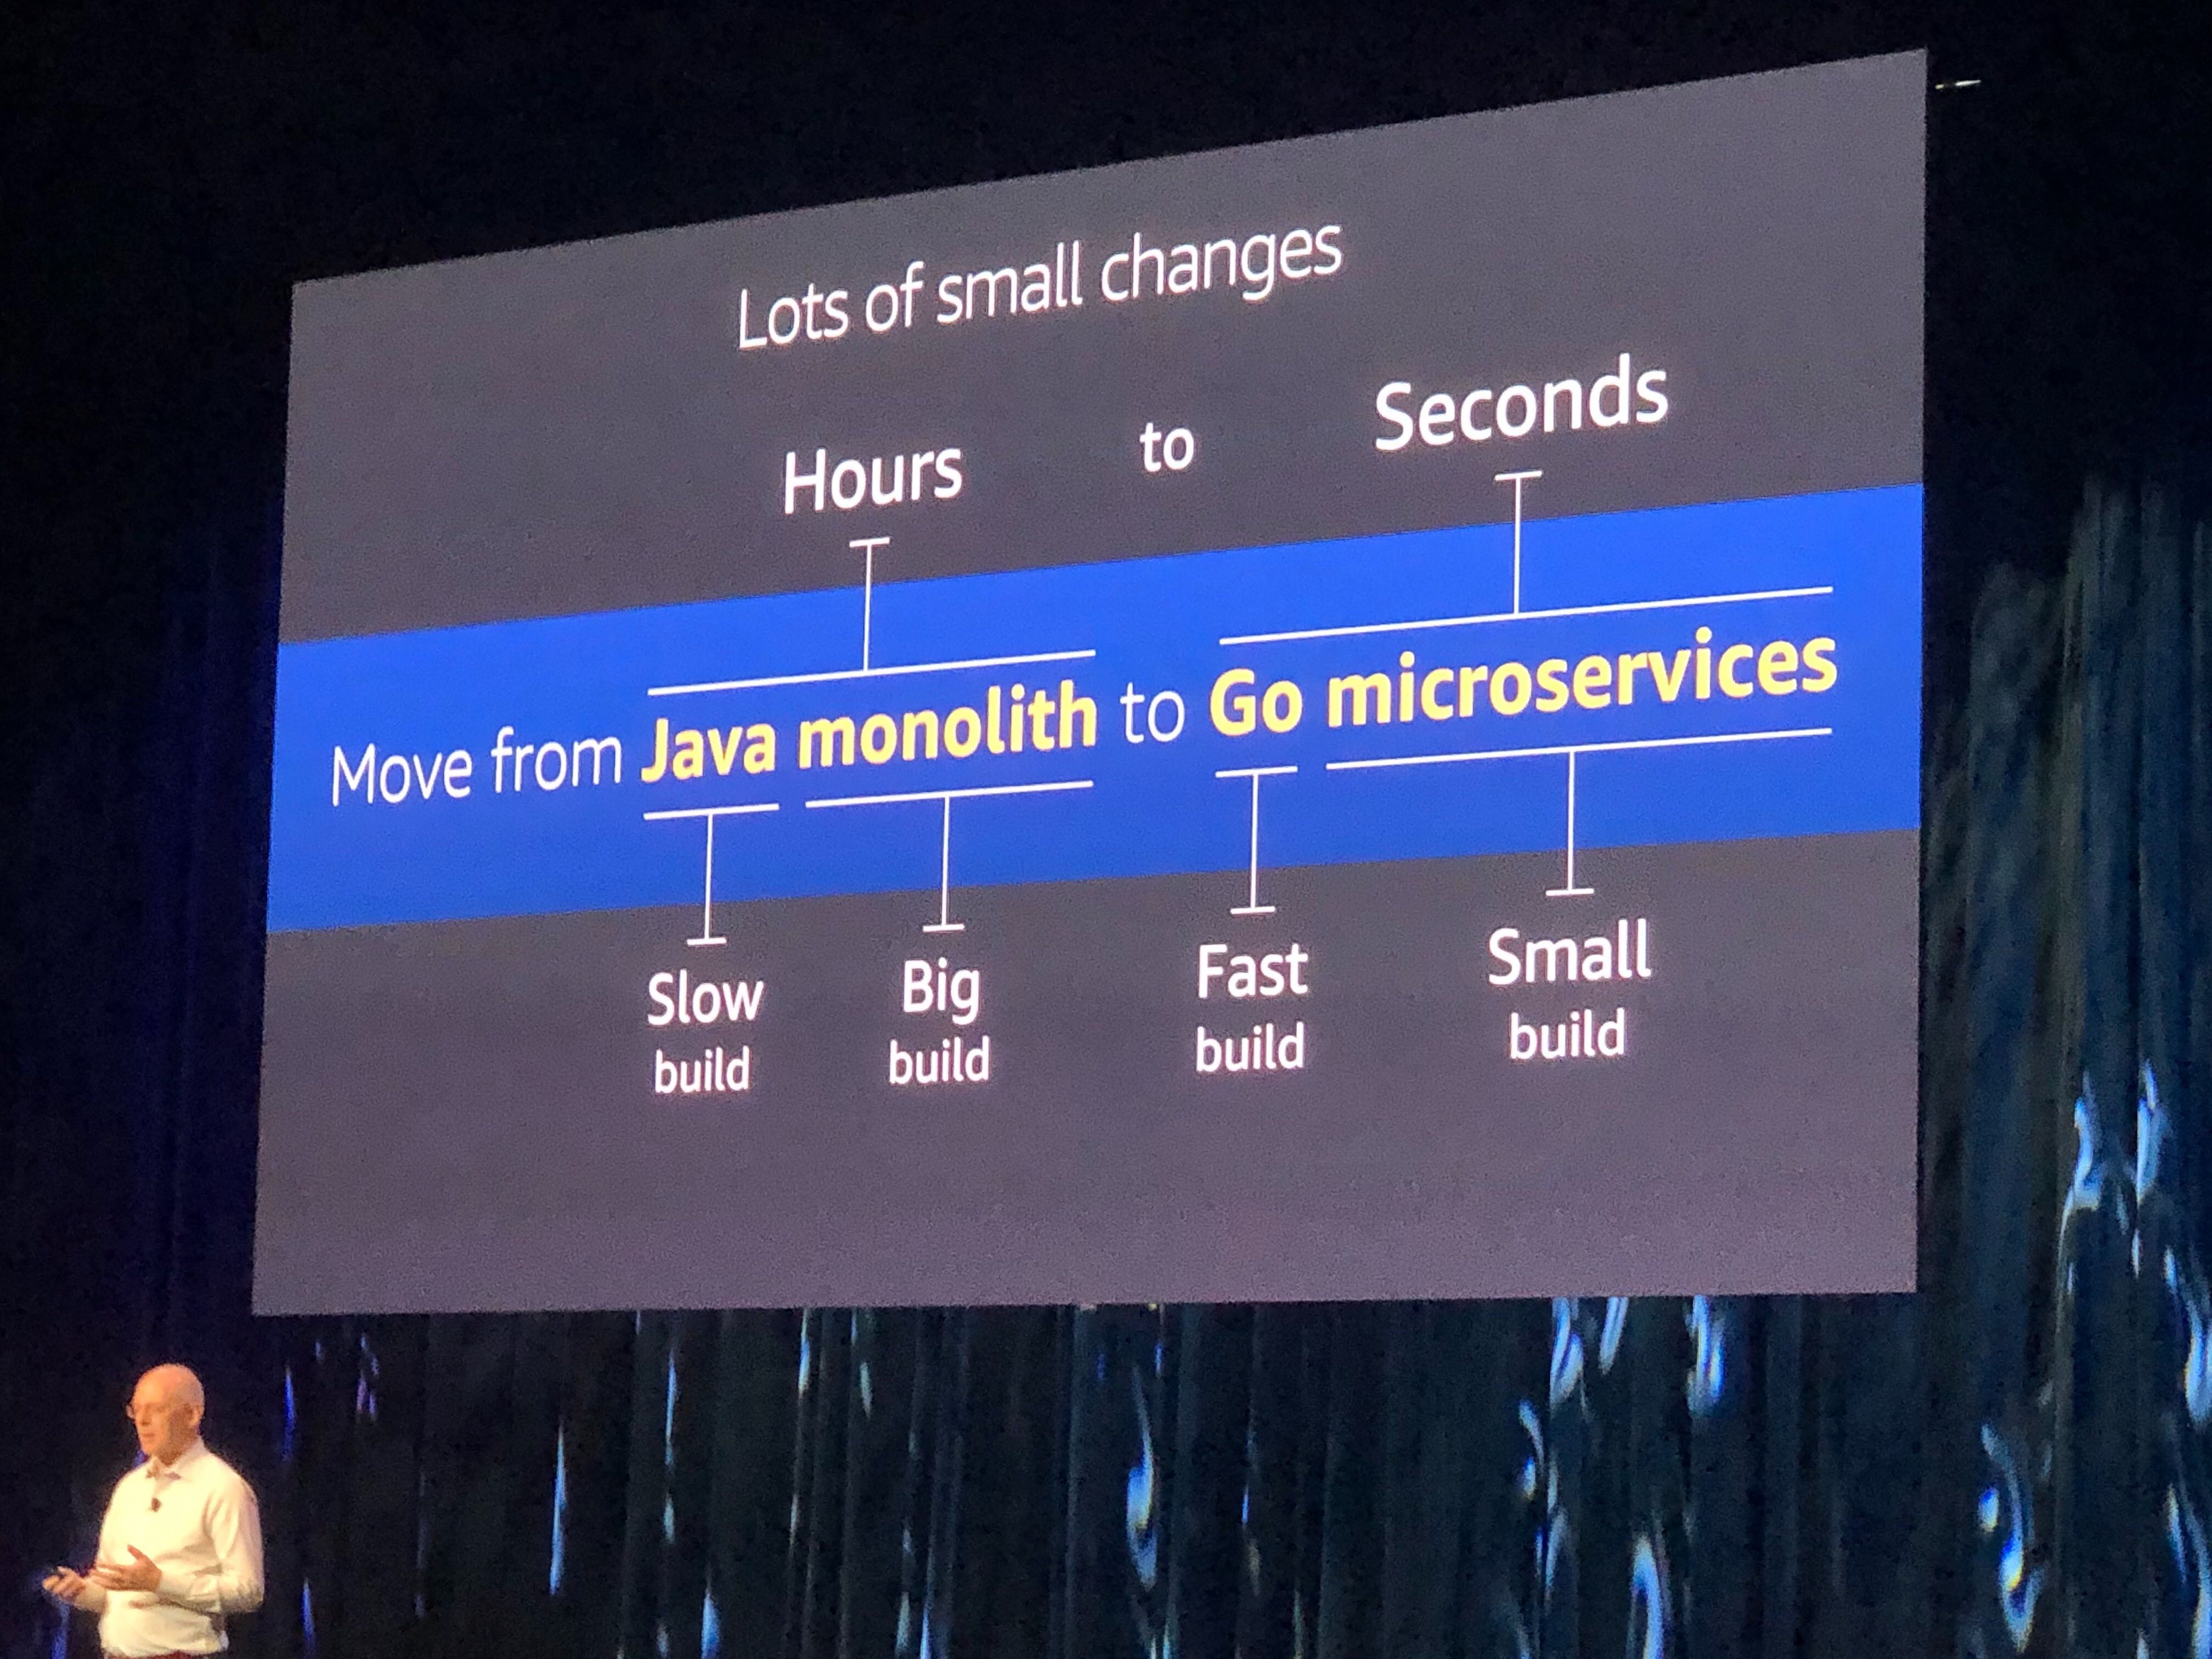 Lots of small changes
Hours to Seconds
Move from Java monolith to Go microservices
Slow Big Fast Small
build build build build